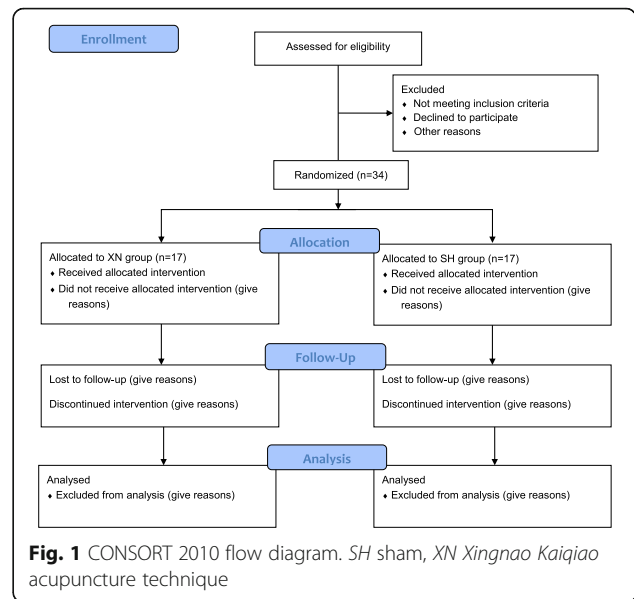 Enrollment
Assessed for eligibility
Excluded
♦ Not meeting inclusion criteria
♦ Declined to participate
♦ Other reasons
Randomized (n=34)
Allocation
Allocated to XN group (n=17)
♦ Received allocated intervention
♦ Did not receive allocated intervention (give
reasons)
Allocated to SH group (n=17)
♦ Received allocated intervention
♦ Did not receive allocated intervention (give
reasons)
Follow-Up
Lost to follow-up (give reasons)
Discontinued intervention (give reasons)
Lost to follow-up (give reasons)
Discontinued intervention (give reasons)
Analysis
Analysed
♦ Excluded from analysis (give reasons)
Analysed
♦ Excluded from analysis (give reasons)
Fig. 1 CONSORT 2010 flow diagram. SH sham, XN Xingnao Kaiqiao
acupuncture technique